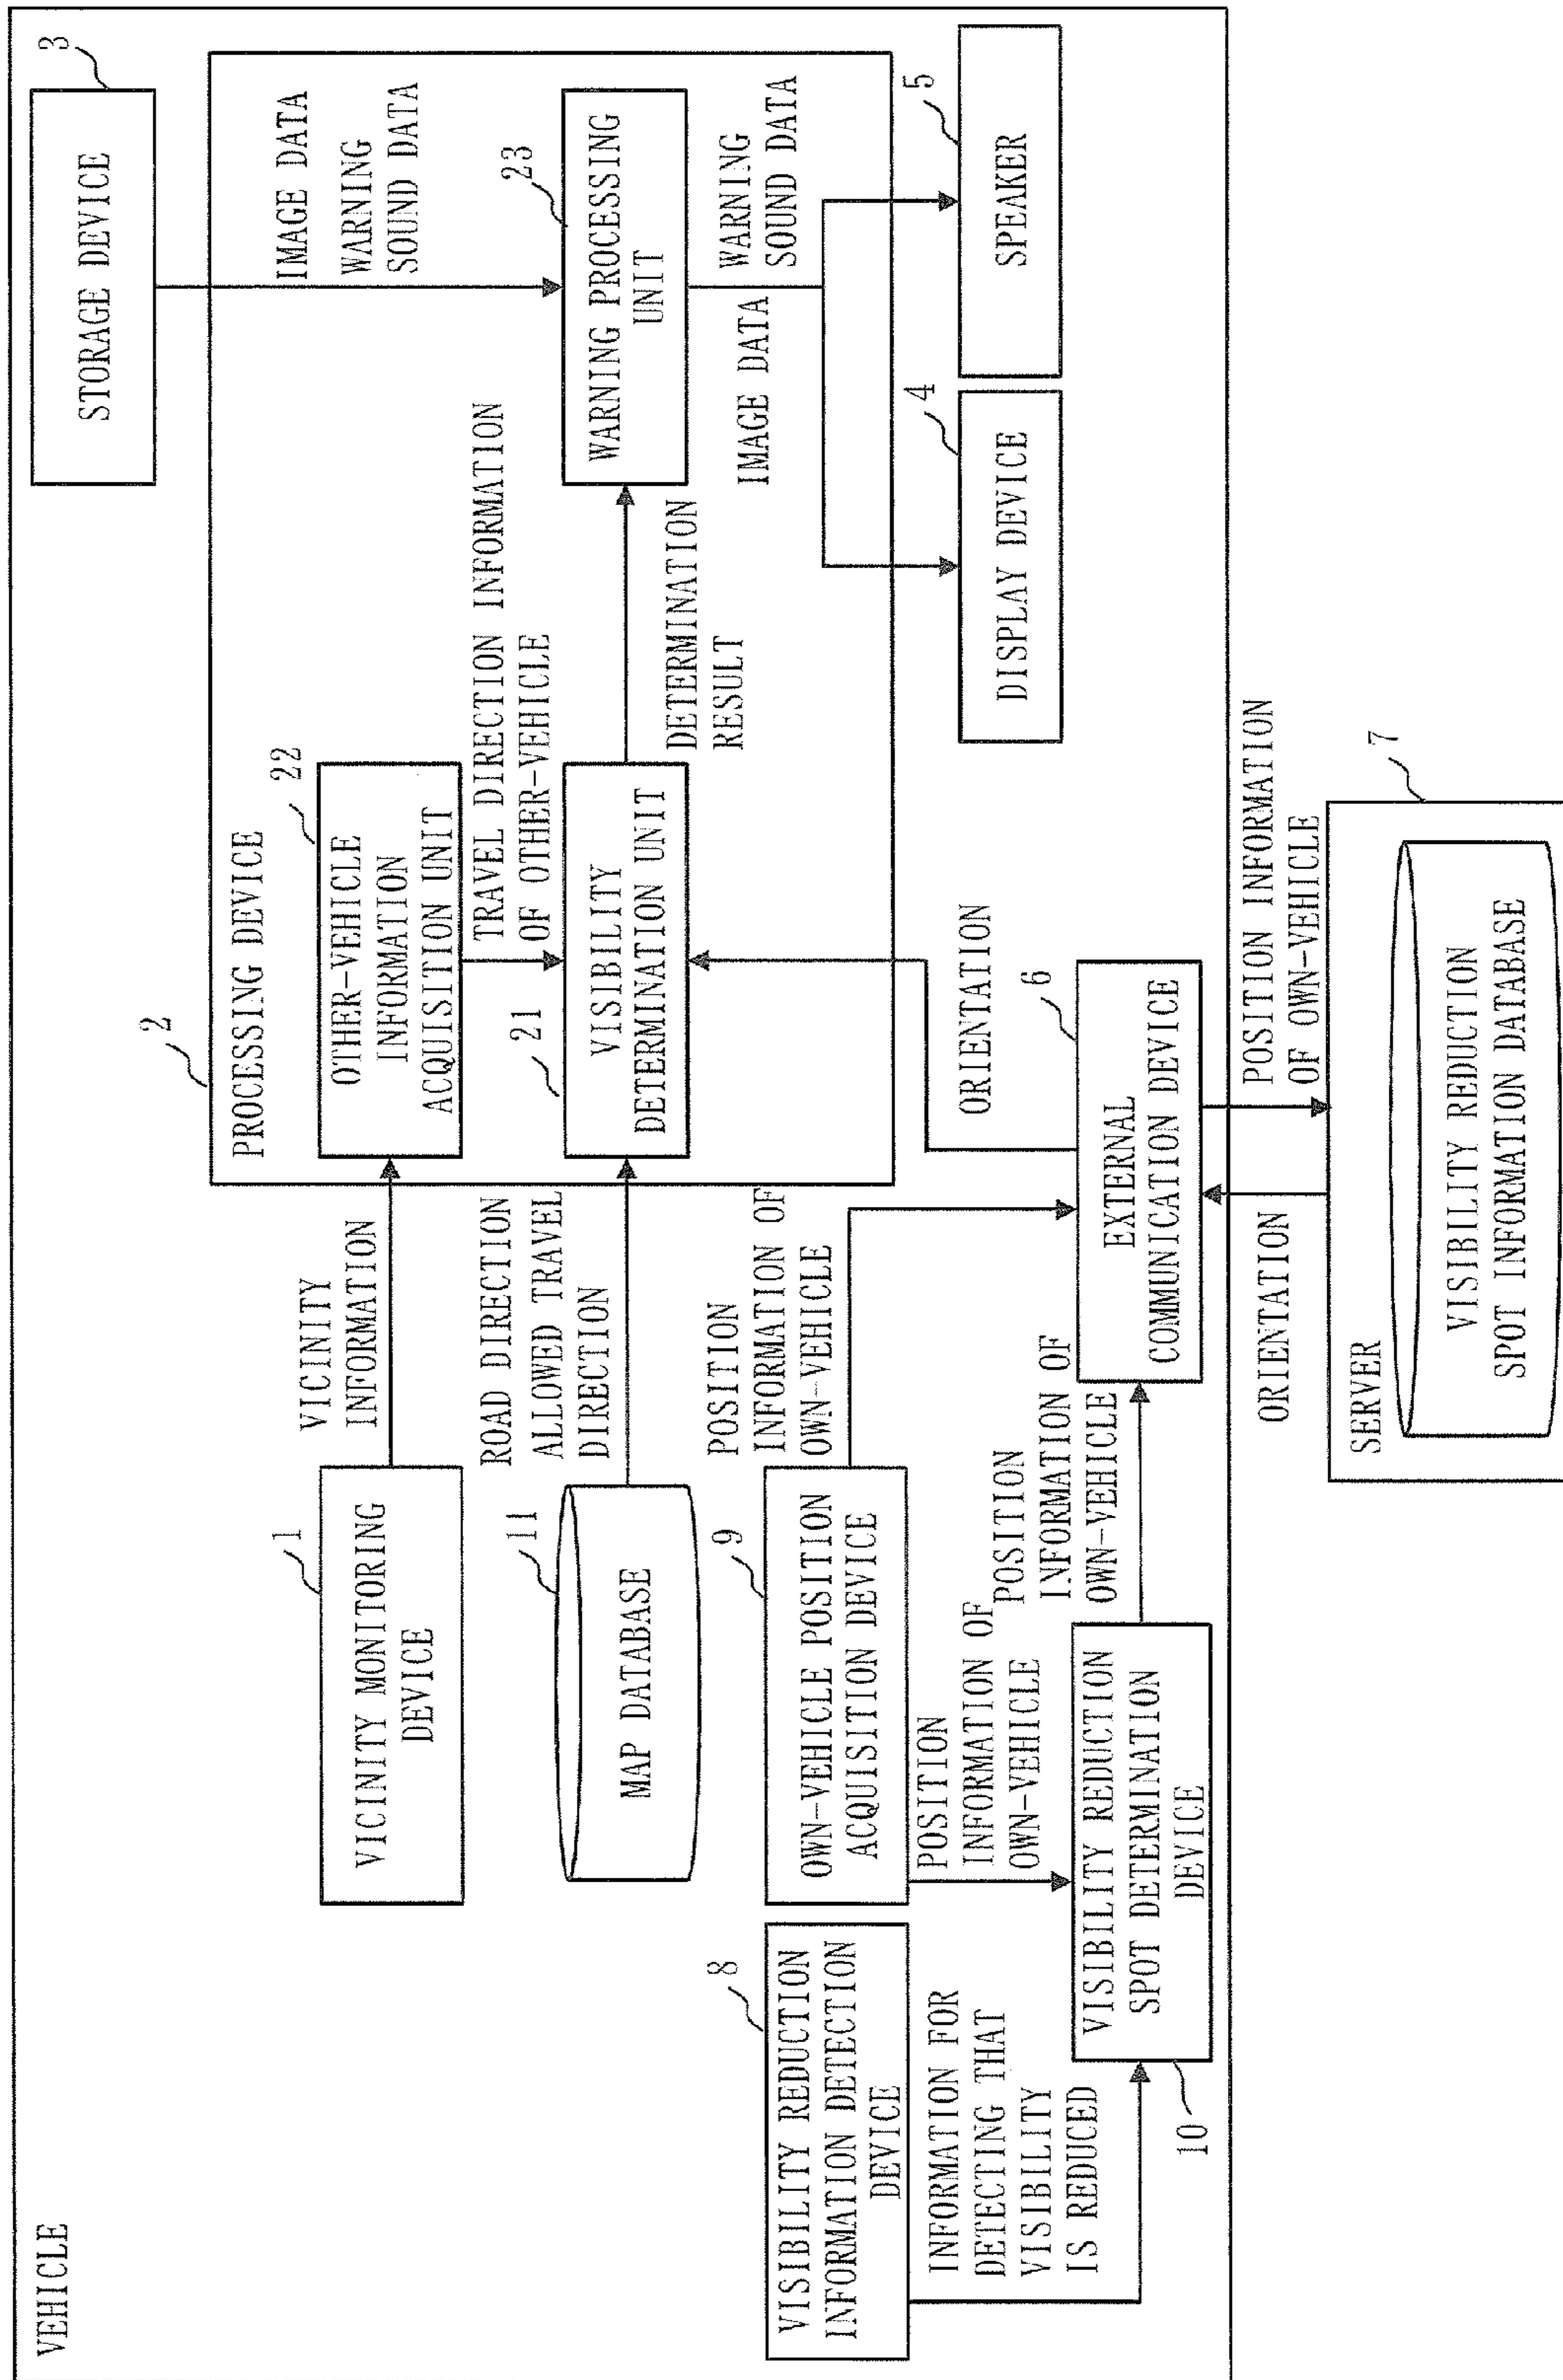 VEHICLE
3
STORAGE DEVICE
IMAGE DATA
WARNING
SOUND DATA
2
PROCESSING DEVICE
1
VICINITY MONITORING
DEVICE
VICINITY
INFORMATION
22
OTHER-VEHICLE
INFORMATION
ACQUISITION UNIT
TRAVEL DIRECTION INFORMATION
OF OTHER-VEHICLE
11
MAP DATABASE
ROAD DIRECTION
ALLOWED TRAVEL
DIRECTION
21
VISIBILITY
DETERMINATION UNIT
DETERMINATION
RESULT
23
WARNING PROCESSING
UNIT
IMAGE DATA
WARNING
SOUND DATA
8
VISIBILITY REDUCTION
INFORMATION DETECTION
DEVICE
9
OWN-VEHICLE POSITION
ACQUISITION DEVICE
POSITION
INFORMATION OF
OWN-VEHICLE
ORIENTATION
4
DISPLAY DEVICE
5
SPEAKER
INFORMATION FOR
DETECTING THAT
VISIBILITY
IS REDUCED
POSITION
INFORMATION OF
OWN-VEHICLE
POSITION
INFORMATION OF
OWN-VEHICLE
10
VISIBILITY REDUCTION
SPOT DETERMINATION
DEVICE
6
EXTERNAL
COMMUNICATION DEVICE
ORIENTATION
POSITION INFORMATION
OF OWN-VEHICLE
7
SERVER
VISIBILITY REDUCTION
SPOT INFORMATION DATABASE